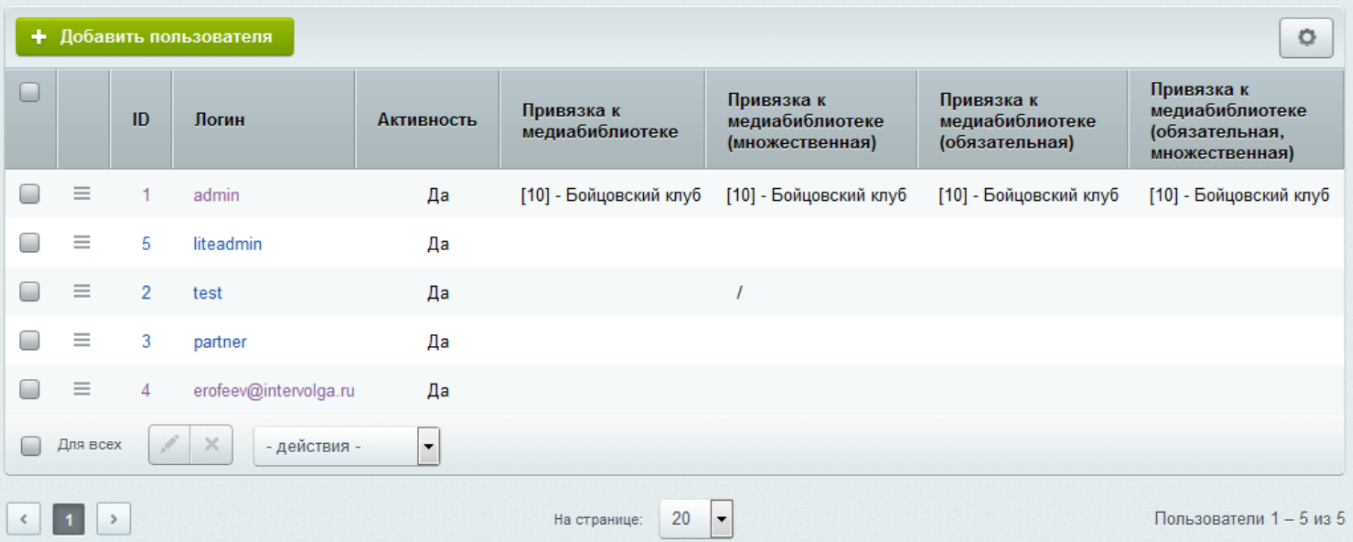 + Добавить пользователя
ID Логин Активность Привязка к медиабиблиотеке Привязка к медиабиблиотеке (множественная) Привязка к медиабиблиотеке (обязательная) Привязка к медиабиблиотеке (обязательная, множественная)
1 admin Да [10] - Бойцовский клуб [10] - Бойцовский клуб [10] - Бойцовский клуб [10] - Бойцовский клуб
5 liteadmin Да
2 test Да /
3 partner Да
4 erofeev@intervolga.ru Да
Для всех - действия -
< 1 > На странице: 20 Пользователи 1 – 5 из 5